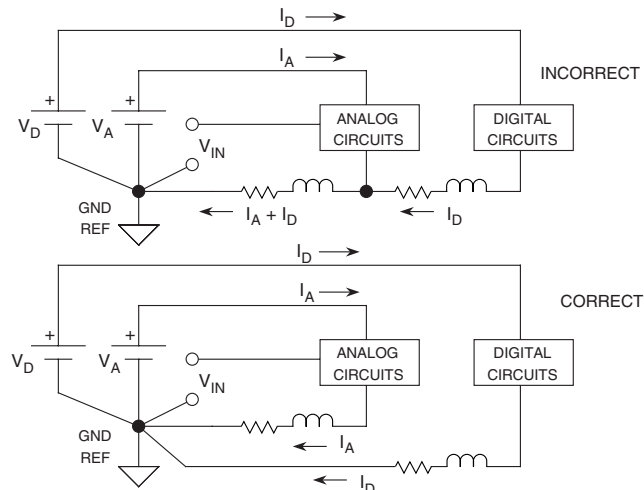 I_D
I_A
INCORRECT
+
+
V_D
V_A
V_IN
ANALOG
CIRCUITS
DIGITAL
CIRCUITS
GND
REF
I_A + I_D
I_D
I_D
I_A
CORRECT
+
+
V_D
V_A
V_IN
ANALOG
CIRCUITS
DIGITAL
CIRCUITS
GND
REF
I_A
I_D